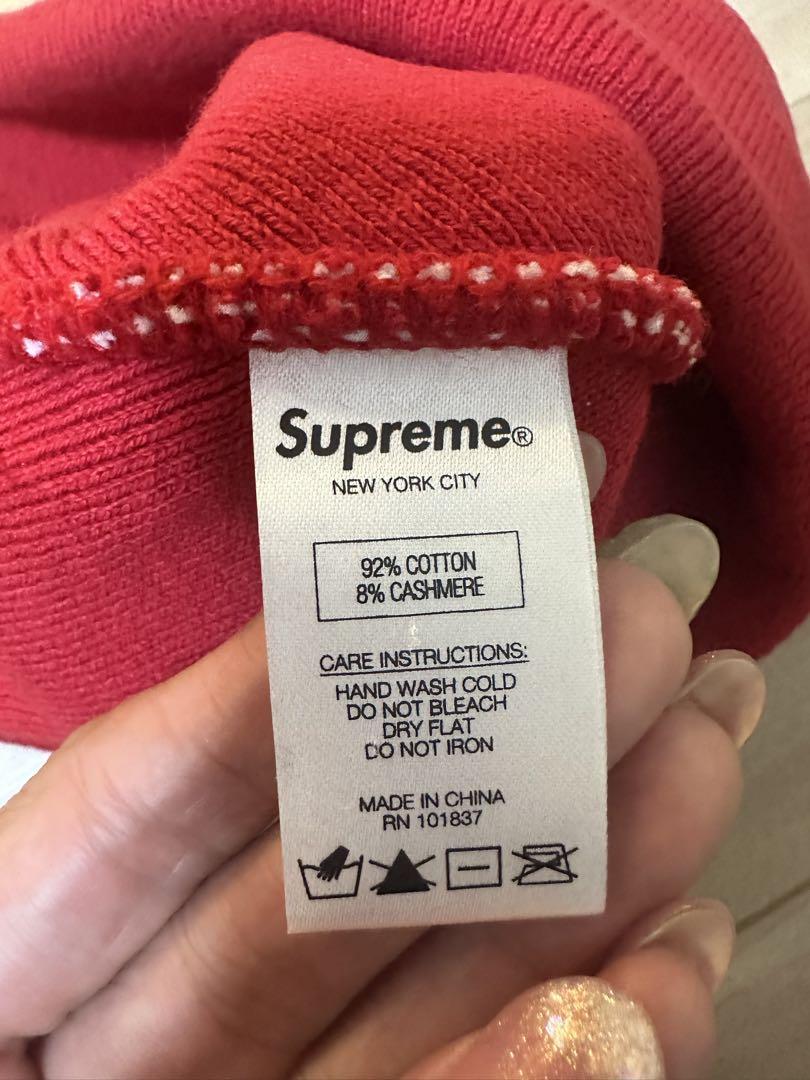 Supreme®
NEW YORK CITY
92% COTTON
8% CASHMERE
CARE INSTRUCTIONS:
HAND WASH COLD
DO NOT BLEACH
DRY FLAT
DO NOT IRON
MADE IN CHINA
RN 101837